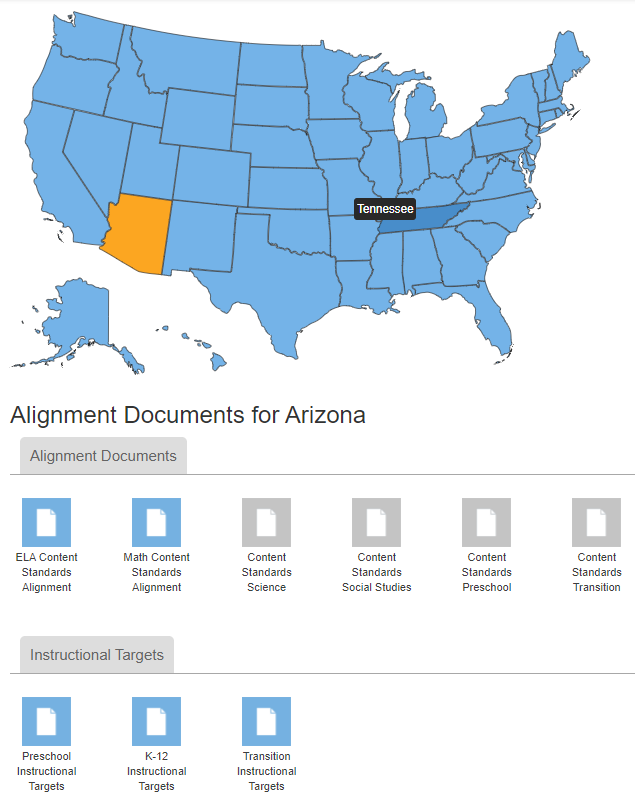 Tennessee
Alignment Documents for Arizona
Alignment Documents
ELA Content
Standards
Alignment
Math Content
Standards
Alignment
Content
Standards
Science
Content
Standards
Social Studies
Content
Standards
Preschool
Content
Standards
Transition
Instructional Targets
Preschool
Instructional
Targets
K-12
Instructional
Targets
Transition
Instructional
Targets